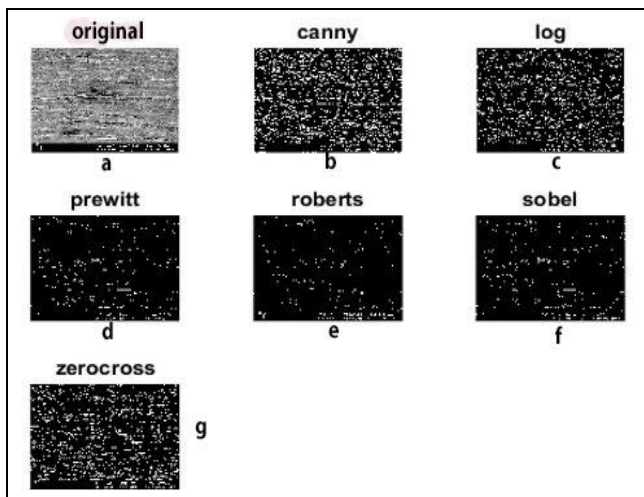 original canny log
a b c
prewitt roberts sobel
d e f
zerocross
g